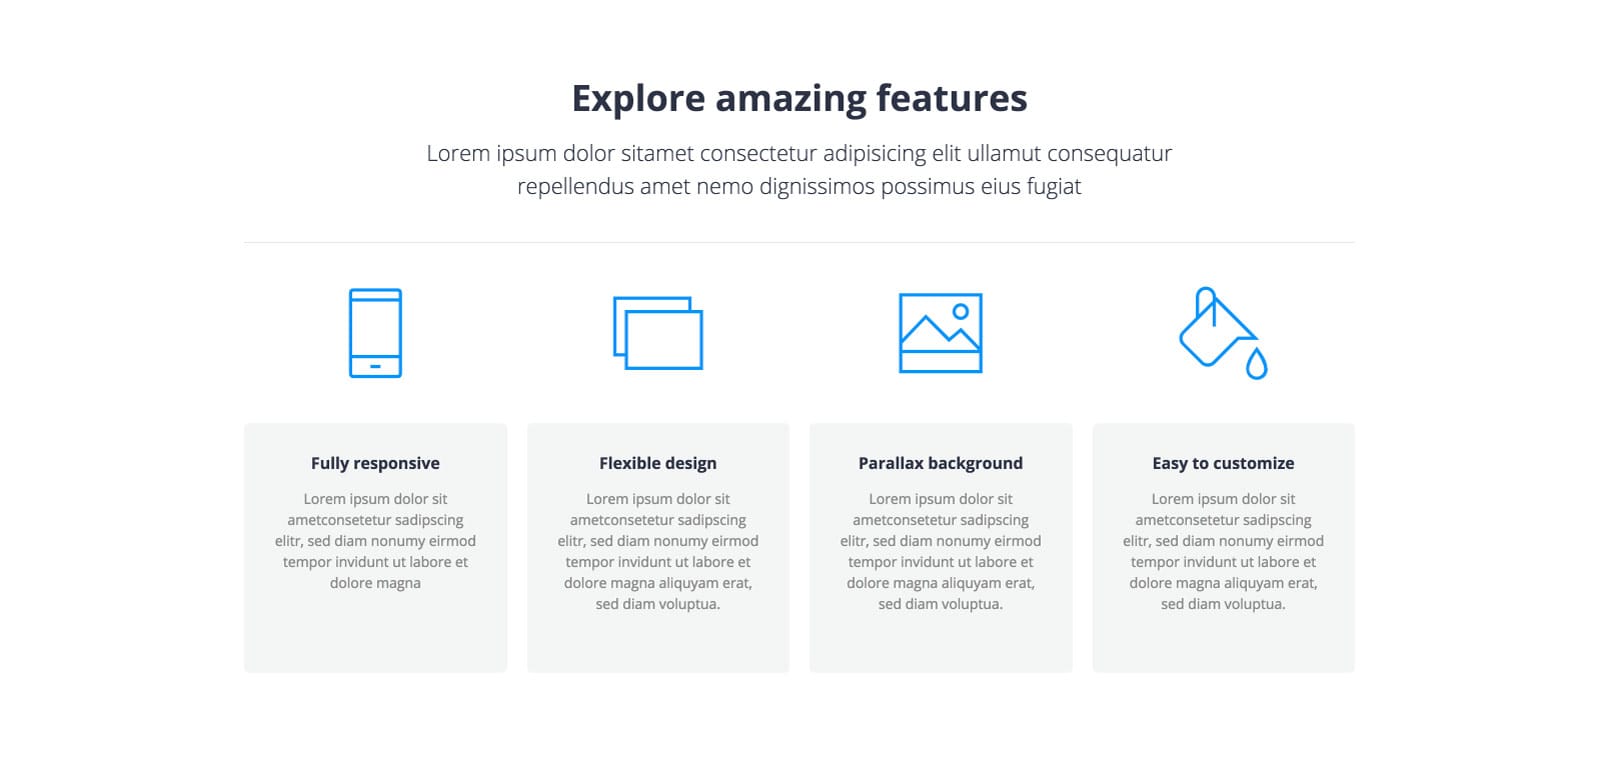 Explore amazing features
Lorem ipsum dolor sitamet consectetur adipisicing elit ullamut consequatur
repellendus amet nemo dignissimos possimus eius fugiat
Fully responsive
Lorem ipsum dolor sit
ametconsetetur sadipscing
elitr, sed diam nonumy eirmod
tempor invidunt ut labore et
dolore magna
Flexible design
Lorem ipsum dolor sit
ametconsetetur sadipscing
elitr, sed diam nonumy eirmod
tempor invidunt ut labore et
dolore magna aliquyam erat,
sed diam voluptua.
Parallax background
Lorem ipsum dolor sit
ametconsetetur sadipscing
elitr, sed diam nonumy eirmod
tempor invidunt ut labore et
dolore magna aliquyam erat,
sed diam voluptua.
Easy to customize
Lorem ipsum dolor sit
ametconsetetur sadipscing
elitr, sed diam nonumy eirmod
tempor invidunt ut labore et
dolore magna aliquyam erat,
sed diam voluptua.